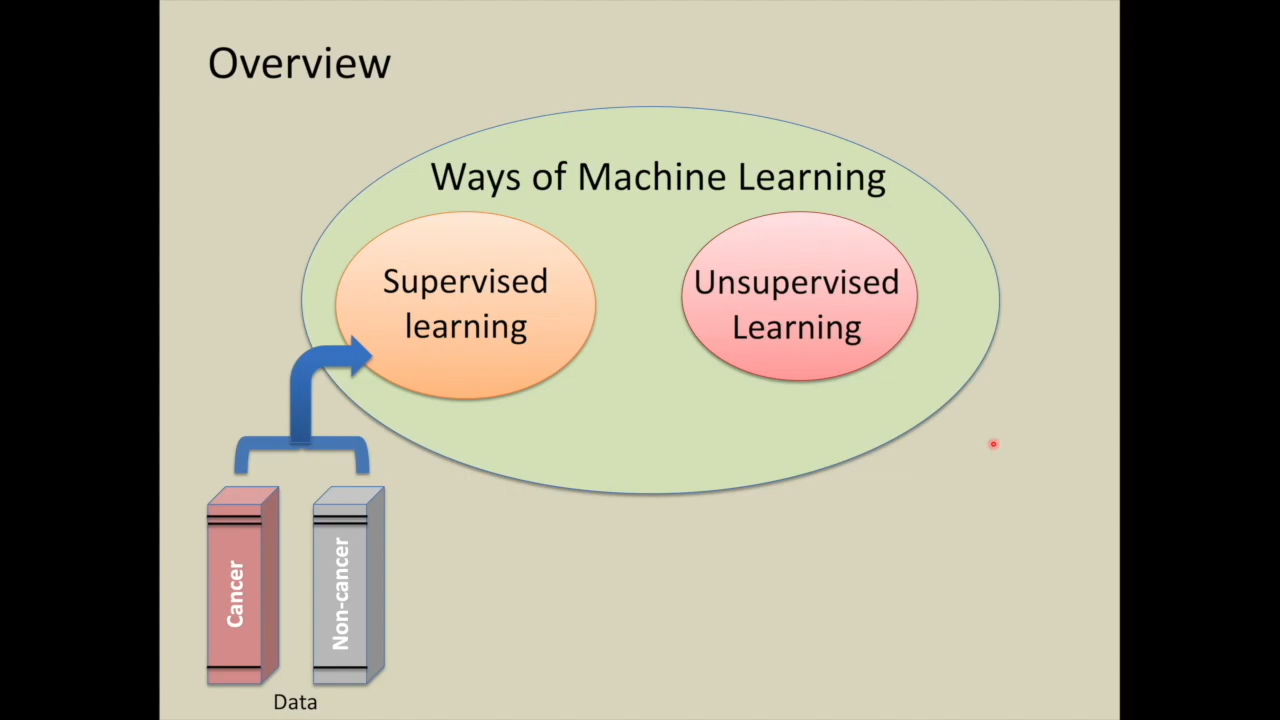 Overview
Ways of Machine Learning
Supervised
learning
Unsupervised
Learning
Cancer
Non-cancer
Data